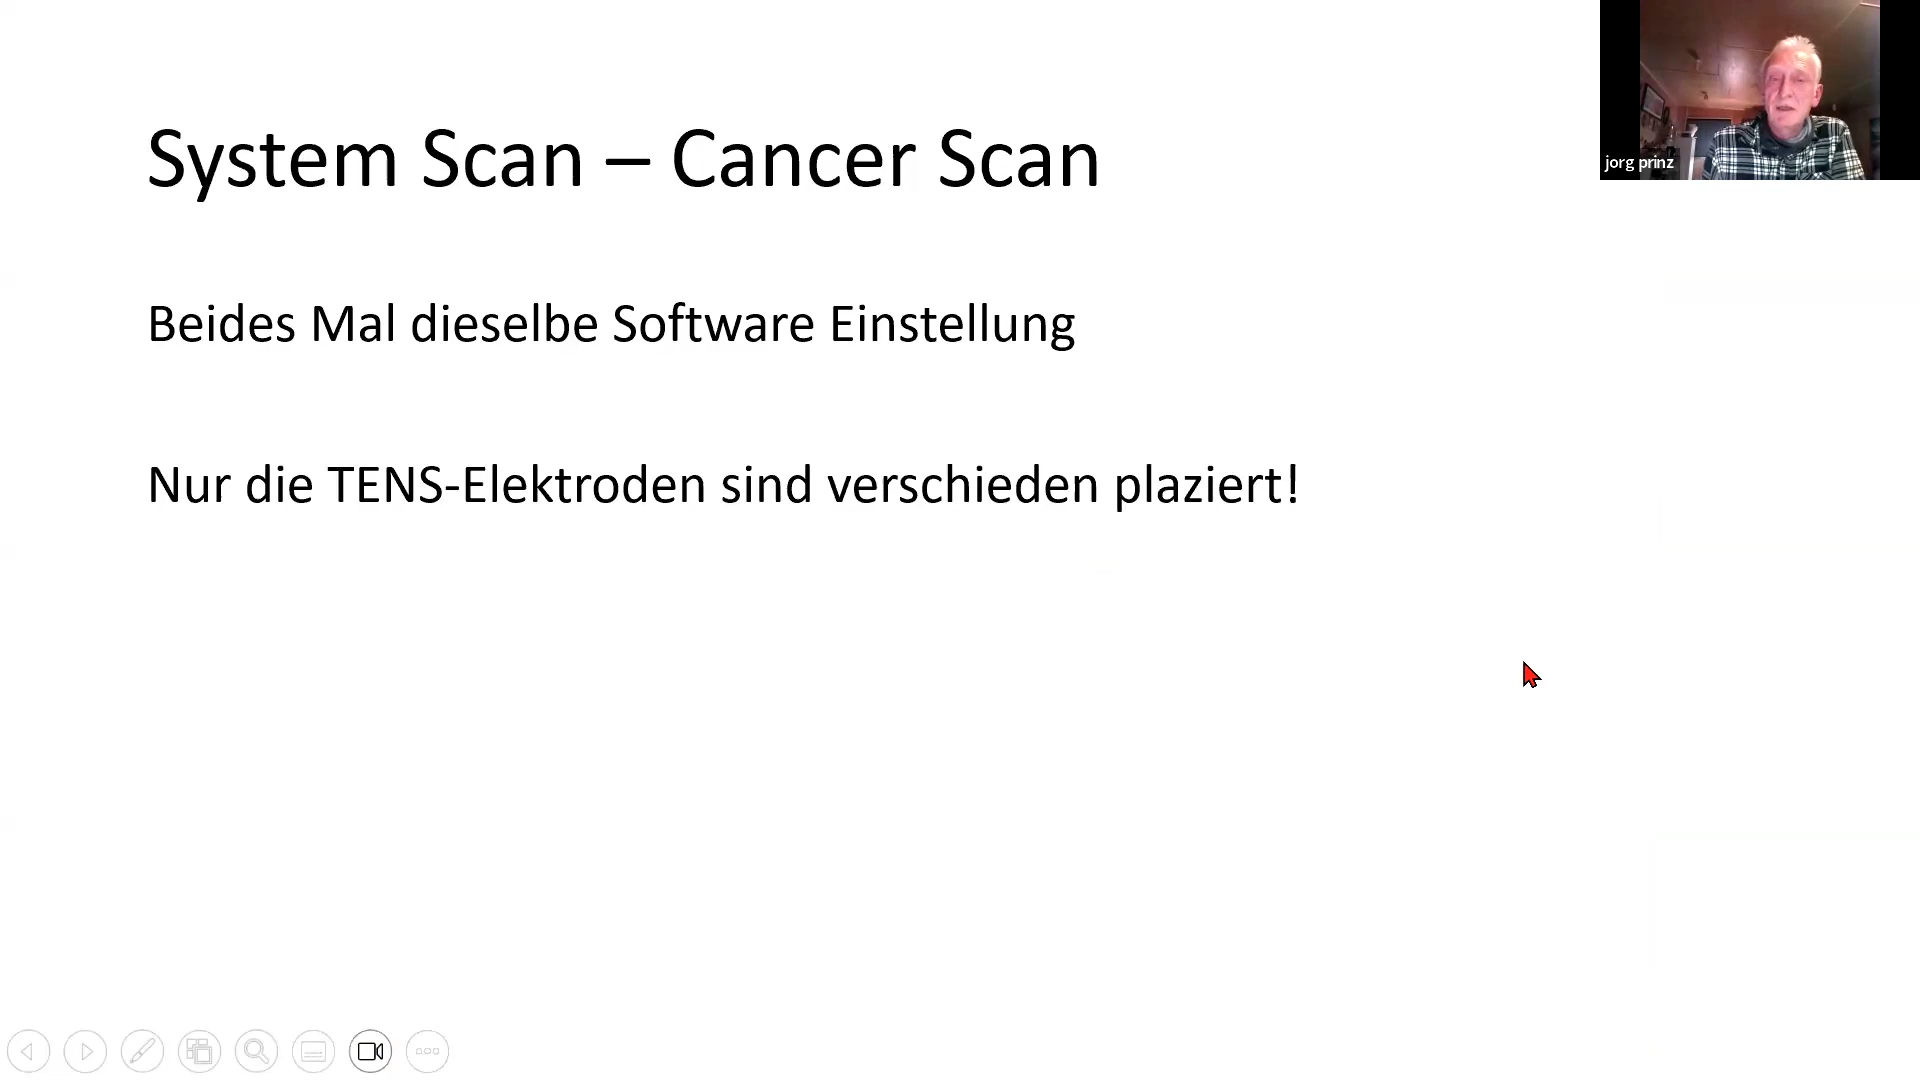 System Scan – Cancer Scan
jorg prinz
Beides Mal dieselbe Software Einstellung
Nur die TENS-Elektroden sind verschieden plaziert!